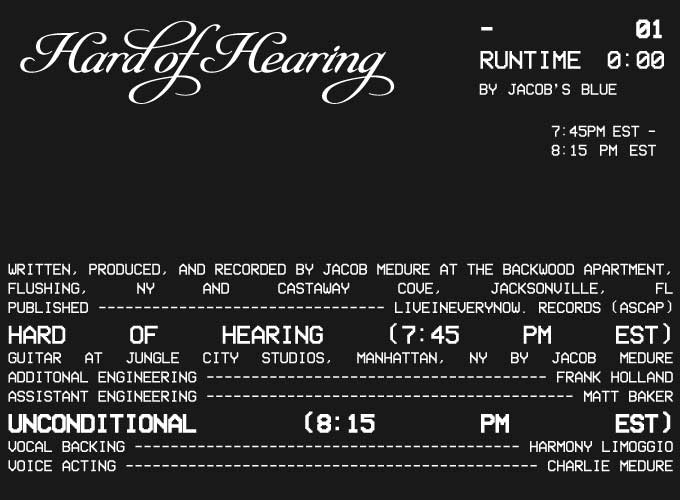 Hard of Hearing
- 01
RUNTIME 0:00
BY JACOB'S BLUE
7:45PM EST -
8:15 PM EST
WRITTEN, PRODUCED, AND RECORDED BY JACOB MEDURE AT THE BACKWOOD APARTMENT,
FLUSHING, NY AND CASTAWAY COVE, JACKSONVILLE, FL
PUBLISHED -------------------------------- LIVEINEVERYNOW. RECORDS (ASCAP)
HARD OF HEARING (7:45 PM EST)
GUITAR AT JUNGLE CITY STUDIOS, MANHATTAN, NY BY JACOB MEDURE
ADDITONAL ENGINEERING -------------------------------------- FRANK HOLLAND
ASSISTANT ENGINEERING ----------------------------------------- MATT BAKER
UNCONDITIONAL (8:15 PM EST)
VOCAL BACKING ------------------------------------------- HARMONY LIMOGGIO
VOICE ACTING ---------------------------------------------- CHARLIE MEDURE